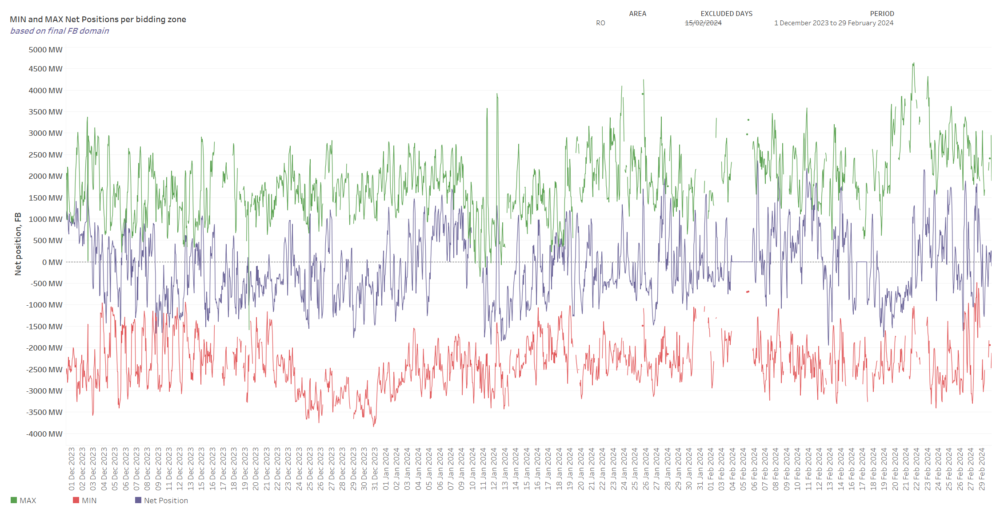 MIN and MAX Net Positions per bidding zone
based on final FB domain
AREA
RO
EXCLUDED DAYS
15/02/2024
PERIOD
1 December 2023 to 29 February 2024
Net position, FB
5000 MW
4500 MW
4000 MW
3500 MW
3000 MW
2500 MW
2000 MW
1500 MW
1000 MW
500 MW
0 MW
-500 MW
-1000 MW
-1500 MW
-2000 MW
-2500 MW
-3000 MW
-3500 MW
-4000 MW
01 Dec 2023
02 Dec 2023
03 Dec 2023
04 Dec 2023
05 Dec 2023
06 Dec 2023
07 Dec 2023
08 Dec 2023
09 Dec 2023
11 Dec 2023
12 Dec 2023
13 Dec 2023
15 Dec 2023
16 Dec 2023
17 Dec 2023
18 Dec 2023
19 Dec 2023
20 Dec 2023
21 Dec 2023
22 Dec 2023
23 Dec 2023
24 Dec 2023
25 Dec 2023
26 Dec 2023
27 Dec 2023
28 Dec 2023
29 Dec 2023
30 Dec 2023
31 Dec 2023
01 Jan 2024
02 Jan 2024
03 Jan 2024
04 Jan 2024
05 Jan 2024
06 Jan 2024
07 Jan 2024
09 Jan 2024
10 Jan 2024
11 Jan 2024
12 Jan 2024
13 Jan 2024
14 Jan 2024
15 Jan 2024
16 Jan 2024
17 Jan 2024
18 Jan 2024
19 Jan 2024
20 Jan 2024
21 Jan 2024
22 Jan 2024
23 Jan 2024
24 Jan 2024
25 Jan 2024
26 Jan 2024
27 Jan 2024
28 Jan 2024
29 Jan 2024
30 Jan 2024
31 Jan 2024
01 Feb 2024
03 Feb 2024
04 Feb 2024
05 Feb 2024
06 Feb 2024
07 Feb 2024
08 Feb 2024
09 Feb 2024
10 Feb 2024
11 Feb 2024
12 Feb 2024
13 Feb 2024
14 Feb 2024
16 Feb 2024
17 Feb 2024
18 Feb 2024
19 Feb 2024
20 Feb 2024
21 Feb 2024
22 Feb 2024
23 Feb 2024
24 Feb 2024
25 Feb 2024
26 Feb 2024
27 Feb 2024
29 Feb 2024
MAX
MIN
Net Position